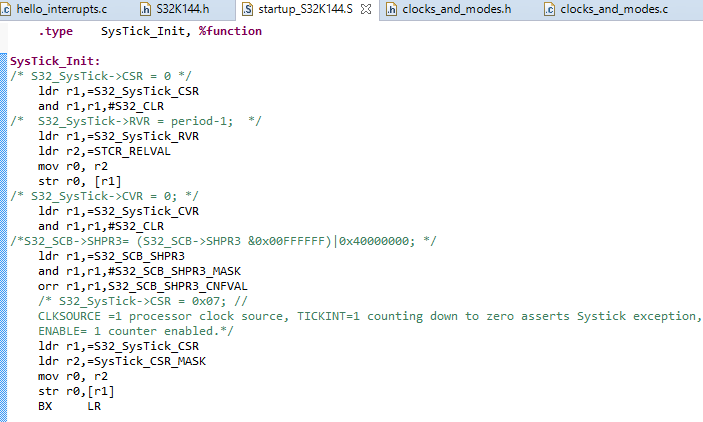 hello_interrupts.c S32K144.h startup_S32K144.S clocks_and_modes.h clocks_and_modes.c
.type SysTick_Init, %function
SysTick_Init:
/* S32_SysTick->CSR = 0 */
ldr r1,=S32_SysTick_CSR
and r1,r1,#S32_CLR
/* S32_SysTick->RVR = period-1; */
ldr r1,=S32_SysTick_RVR
ldr r2,=STCR_RELVAL
mov r0, r2
str r0, [r1]
/* S32_SysTick->CVR = 0; */
ldr r1,=S32_SysTick_CVR
and r1,r1,#S32_CLR
/*S32_SCB->SHPR3= (S32_SCB->SHPR3 &0x00FFFFFF)|0x40000000; */
ldr r1,=S32_SCB_SHPR3
and r1,r1,#S32_SCB_SHPR3_MASK
orr r1,r1,S32_SCB_SHPR3_CNFVAL
/* S32_SysTick->CSR = 0x07; //
CLKSOURCE =1 processor clock source, TICKINT=1 counting down to zero asserts Systick exception,
ENABLE= 1 counter enabled.*/
ldr r1,=S32_SysTick_CSR
ldr r2,=SysTick_CSR_MASK
mov r0, r2
str r0,[r1]
BX LR